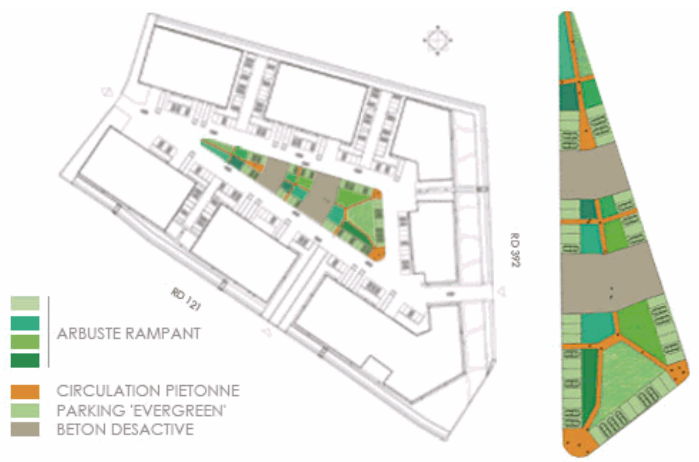 RD 392
RD 121
ARBUSTE RAMPANT
CIRCULATION PIETONNE
PARKING 'EVERGREEN'
BETON DESACTIVE